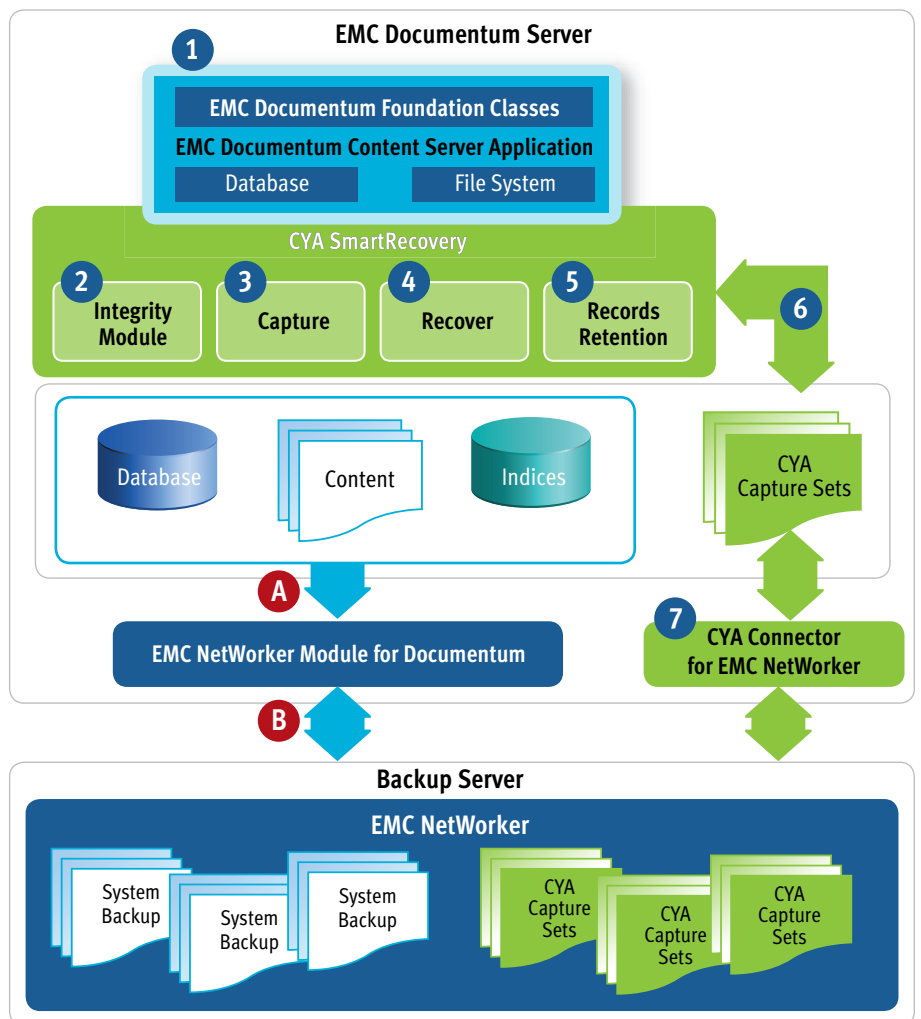 EMC Documentum Server
1
EMC Documentum Foundation Classes
EMC Documentum Content Server Application
Database
File System
CYA SmartRecovery
2
Integrity
Module
3
Capture
4
Recover
5
Records
Retention
6
Database
Content
Indices
CYA
Capture Sets
A
EMC NetWorker Module for Documentum
7
CYA Connector
for EMC NetWorker
B
Backup Server
EMC NetWorker
System
Backup
System
Backup
System
Backup
CYA
Capture
Sets
CYA
Capture
Sets
CYA
Capture
Sets